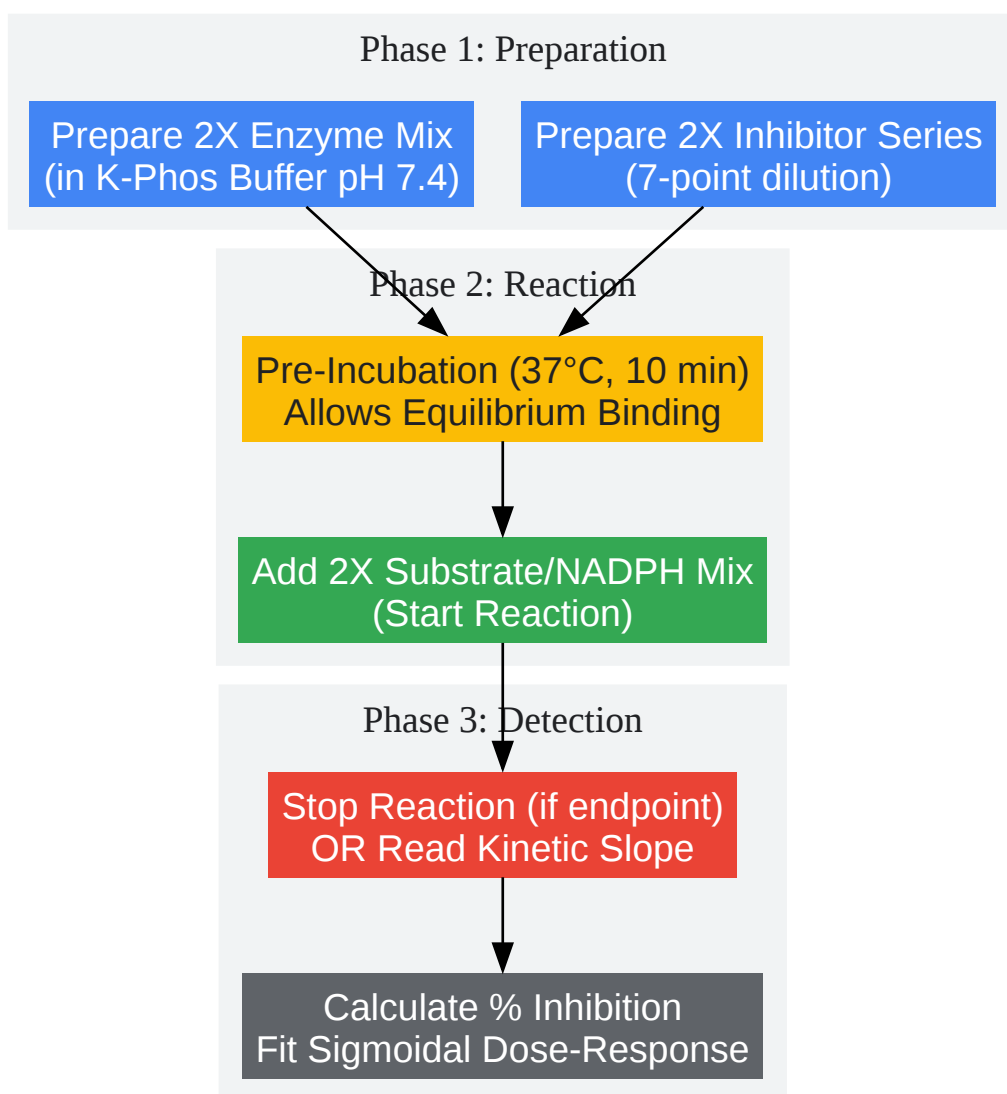 Phase 1: Preparation
Prepare 2X Enzyme Mix
(in K-Phos Buffer pH 7.4)
Prepare 2X Inhibitor Series
(7-point dilution)
Phase 2: Reaction
Pre-Incubation (37°C, 10 min)
Allows Equilibrium Binding
Add 2X Substrate/NADPH Mix
(Start Reaction)
Phase 3: Detection
Stop Reaction (if endpoint)
OR Read Kinetic Slope
Calculate % Inhibition
Fit Sigmoidal Dose-Response